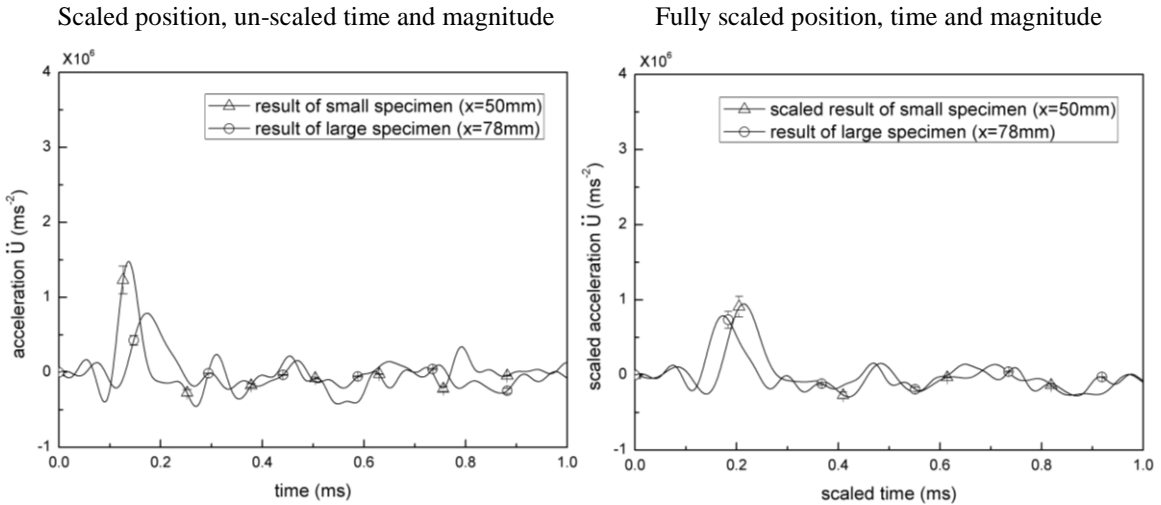 Scaled position, un-scaled time and magnitude
X10⁶
4
3
2
1
0
-1
acceleration Ü (ms⁻²)
result of small specimen (x=50mm)
result of large specimen (x=78mm)
0.0 0.2 0.4 0.6 0.8 1.0
time (ms)
Fully scaled position, time and magnitude
X10⁶
4
3
2
1
0
-1
scaled acceleration Ü (ms⁻²)
scaled result of small specimen (x=50mm)
result of large specimen (x=78mm)
0.0 0.2 0.4 0.6 0.8 1.0
scaled time (ms)